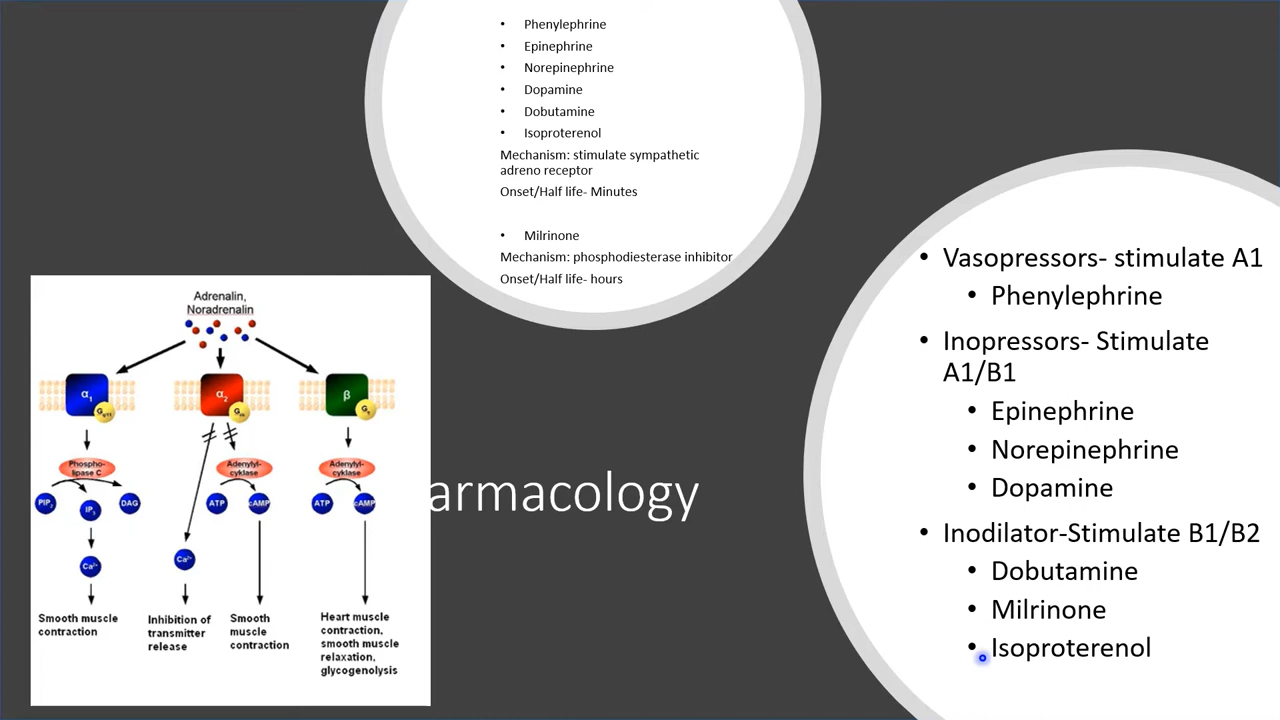 Phenylephrine
Epinephrine
Norepinephrine
Dopamine
Dobutamine
Isoproterenol
Mechanism: stimulate sympathetic
adreno receptor
Onset/Half life- Minutes
Milrinone
Mechanism: phosphodiesterase inhibitor
Onset/Half life- hours
Adrenalin,
Noradrenalin
α1
α2
β
Phospho-
lipase C
Adenylyl-
cyklase
Adenylyl-
cyklase
PIP2
IP3
DAG
ATP
cAMP
ATP
cAMP
Ca2+
Ca2+
Smooth muscle
contraction
Inhibition of
transmitter
release
Smooth
muscle
contraction
Heart muscle
contraction,
smooth muscle
relaxation,
glycogenolysis
armacology
Vasopressors- stimulate A1
Phenylephrine
Inopressors- Stimulate
A1/B1
Epinephrine
Norepinephrine
Dopamine
Inodilator-Stimulate B1/B2
Dobutamine
Milrinone
Isoproterenol